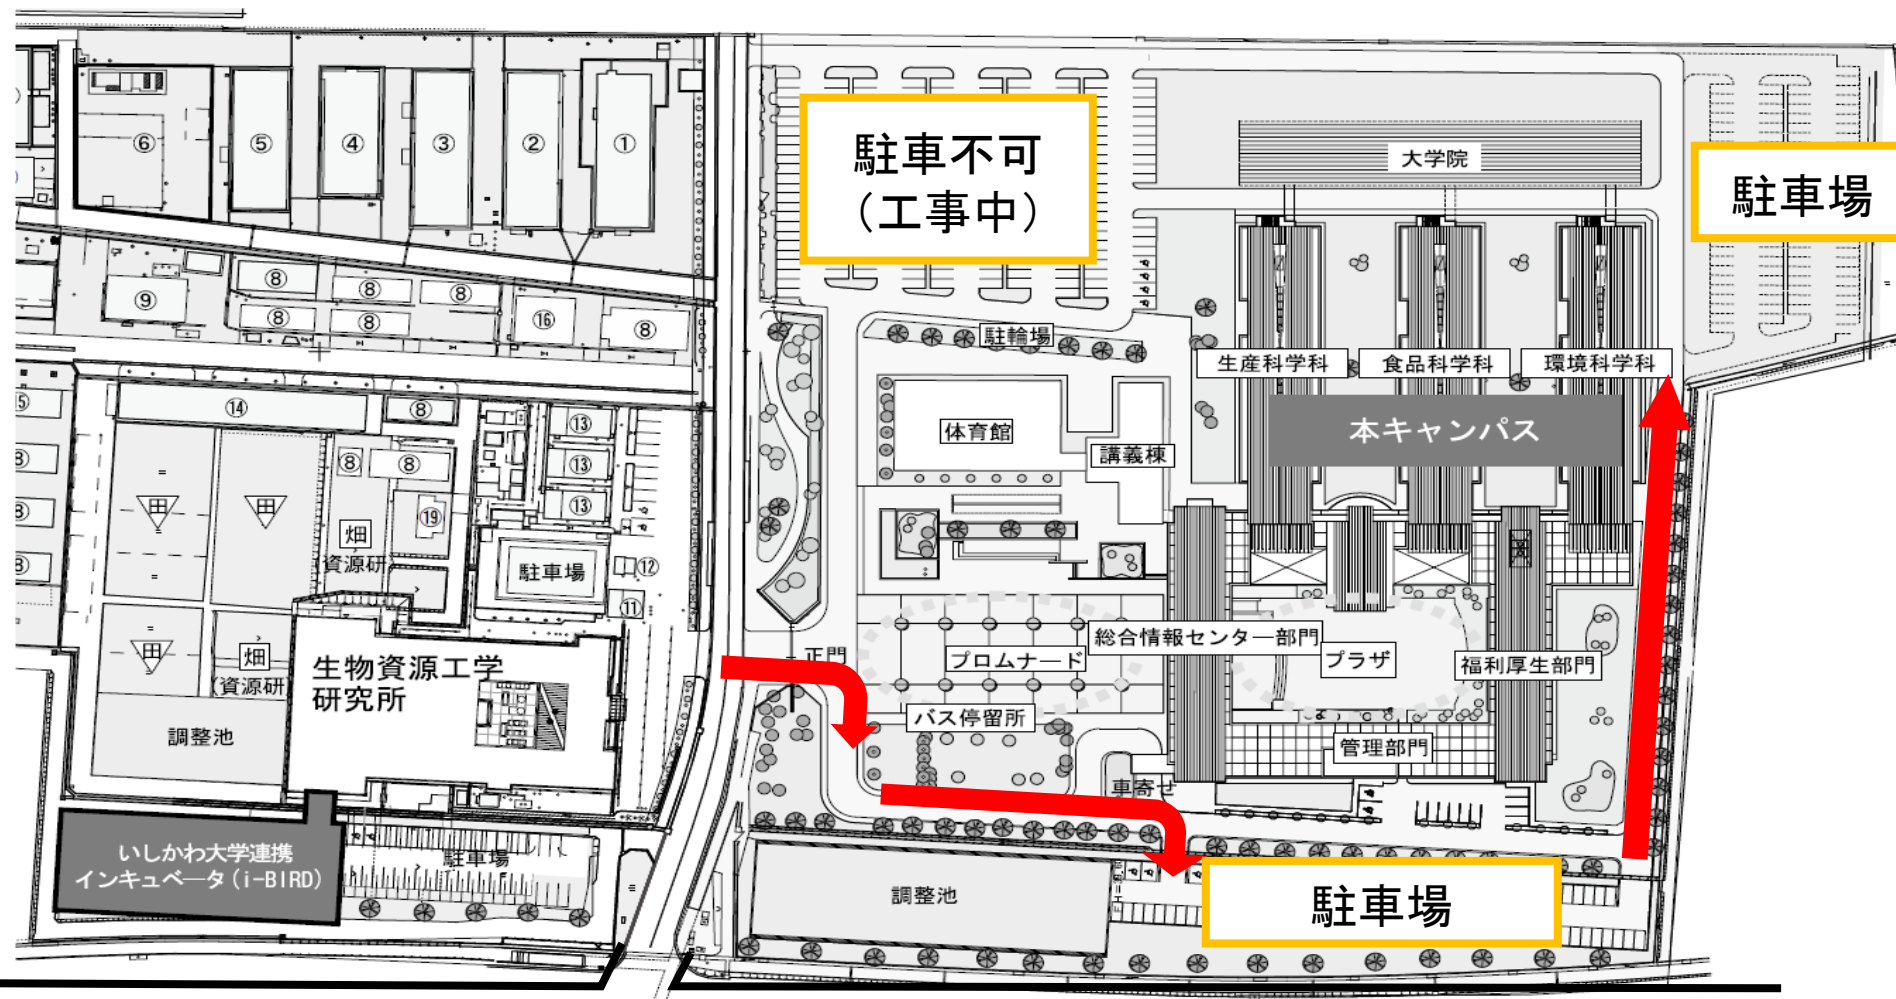 駐車不可
（工事中）
大学院
駐車場
⑥
⑤
④
③
②
①
⑨
⑧
⑧
⑧
⑧
⑧
⑯
⑧
駐輪場
生産科学科
食品科学科
環境科学科
本キャンパス
体育館
講義棟
⑭
⑧
⑬
⑬
⑬
⑧
⑧
⑲
田
田
畑
(資源研)
駐車場
⑫
⑪
田
畑
(資源研)
調整池
生物資源工学
研究所
正門
プロムナード
総合情報センター部門
プラザ
福利厚生部門
バス停留所
管理部門
車寄せ
いしかわ大学連携
インキュベータ(i-BIRD)
駐車場
調整池
駐車場